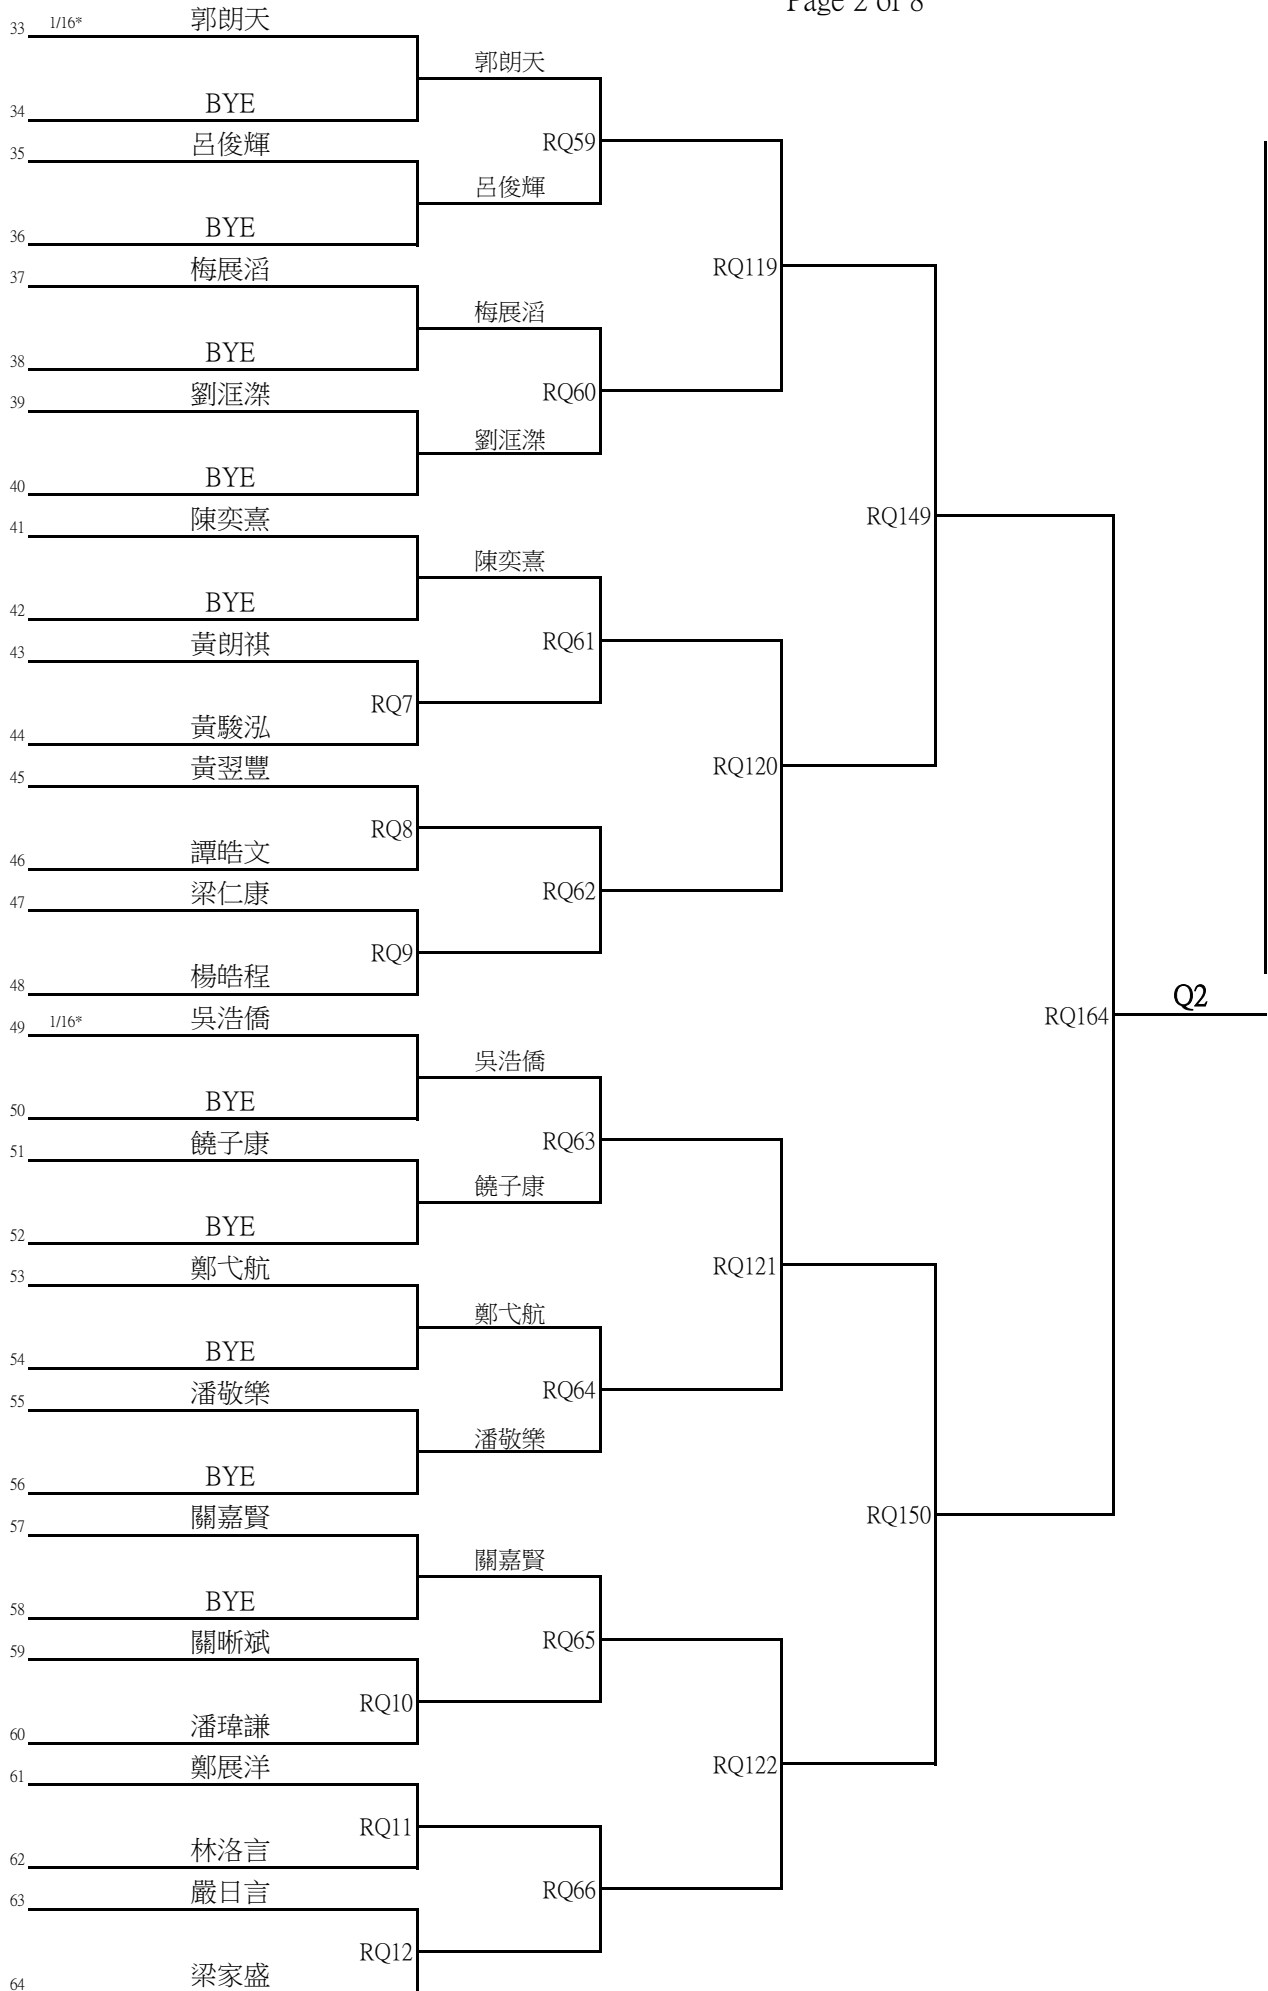 Page 2 of 8
33 1/16* 郭朗天
郭朗天
34 BYE
RQ59
35 呂俊輝
呂俊輝
36 BYE
RQ119
37 梅展滔
梅展滔
38 BYE
RQ60
39 劉洭滐
劉洭滐
40 BYE
RQ149
41 陳奕熹
陳奕熹
42 BYE
RQ61
43 黃朗祺
RQ7
44 黃駿泓
RQ120
45 黃翌豐
RQ8
46 譚皓文
RQ62
47 梁仁康
RQ9
48 楊皓程
Q2
RQ164
49 1/16* 吳浩僑
吳浩僑
50 BYE
RQ63
51 饒子康
饒子康
52 BYE
RQ121
53 鄭弋航
鄭弋航
54 BYE
RQ64
55 潘敬樂
潘敬樂
56 BYE
RQ150
57 關嘉賢
關嘉賢
58 BYE
RQ65
59 關晰斌
RQ10
60 潘瑋謙
RQ122
61 鄭展洋
RQ11
62 林洛言
RQ66
63 嚴日言
RQ12
64 梁家盛